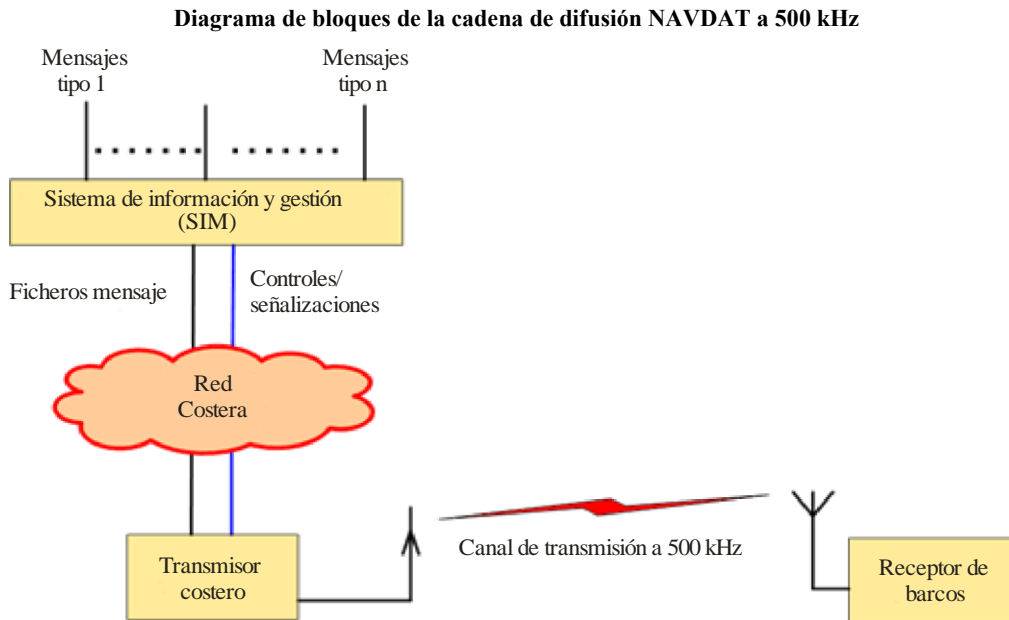 Diagrama de bloques de la cadena de difusión NAVDAT a 500 kHz
Mensajes
tipo 1
Mensajes
tipo n
Sistema de información y gestión
(SIM)
Ficheros mensaje
Controles/
señalizaciones
Red
Costera
Transmisor
costero
Canal de transmisión a 500 kHz
Receptor de
barcos